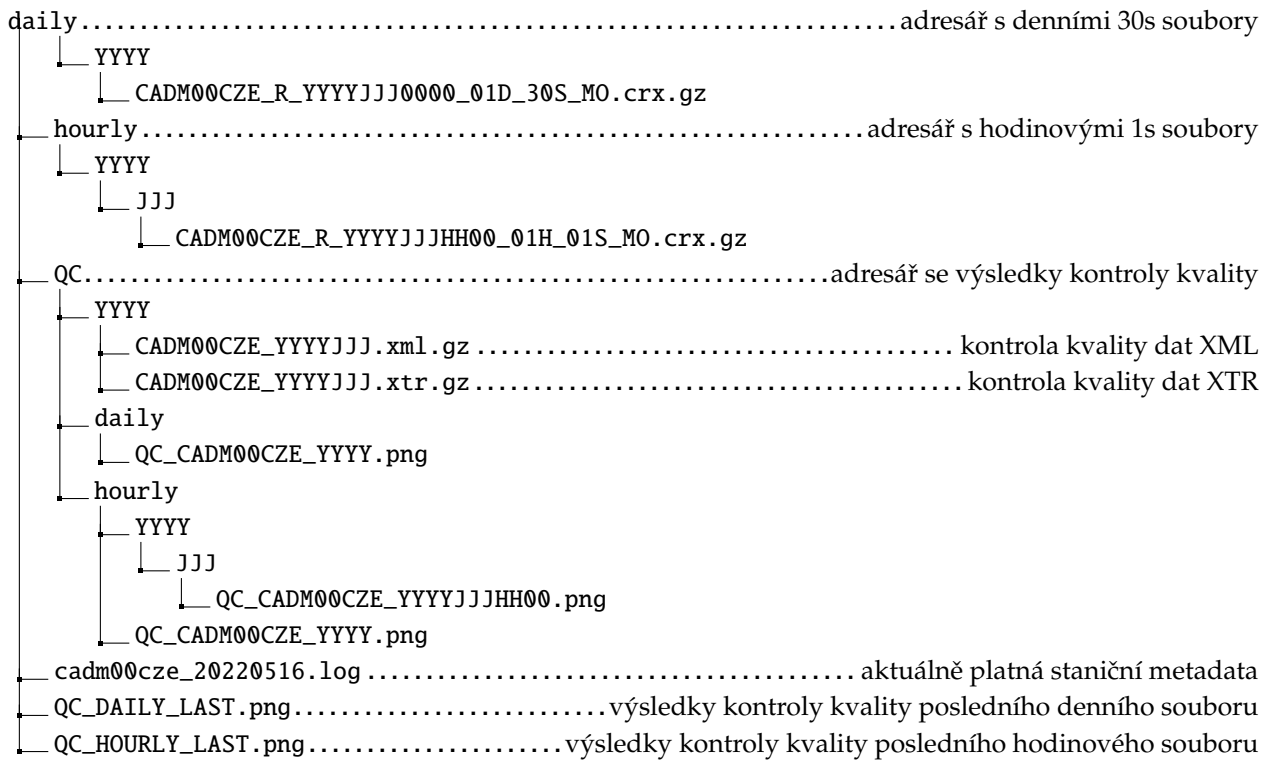 daily......................................................................adresář s denními 30s soubory
YYYY
CADM00CZE_R_YYYYJJJ0000_01D_30S_MO.crx.gz
hourly.............................................................adresář s hodinovými 1s soubory
YYYY
JJJ
CADM00CZE_R_YYYYJJJHH00_01H_01S_MO.crx.gz
QC...............................................................adresář se výsledky kontroly kvality
YYYY
CADM00CZE_YYYYJJJ.xml.gz ........................................ kontrola kvality dat XML
CADM00CZE_YYYYJJJ.xtr.gz ......................................... kontrola kvality dat XTR
daily
QC_CADM00CZE_YYYY.png
hourly
YYYY
JJJ
QC_CADM00CZE_YYYYJJJHH00.png
QC_CADM00CZE_YYYY.png
cadm00cze_20220516.log ......................................... aktuálně platná staniční metadata
QC_DAILY_LAST.png...........................výsledky kontroly kvality posledního denního souboru
QC_HOURLY_LAST.png......................výsledky kontroly kvality posledního hodinového souboru